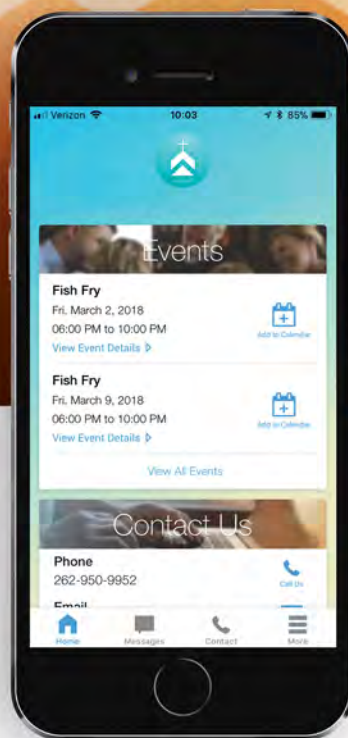 Verizon 10:03 85%
Events
Fish Fry
Fri. March 2, 2018
06:00 PM to 10:00 PM
Add to Calendar
View Event Details
Fish Fry
Fri. March 9, 2018
06:00 PM to 10:00 PM
Add to Calendar
View Event Details
View All Events
Contact Us
Phone
262-950-9952
Call Us
Email
Home Messages Contact More